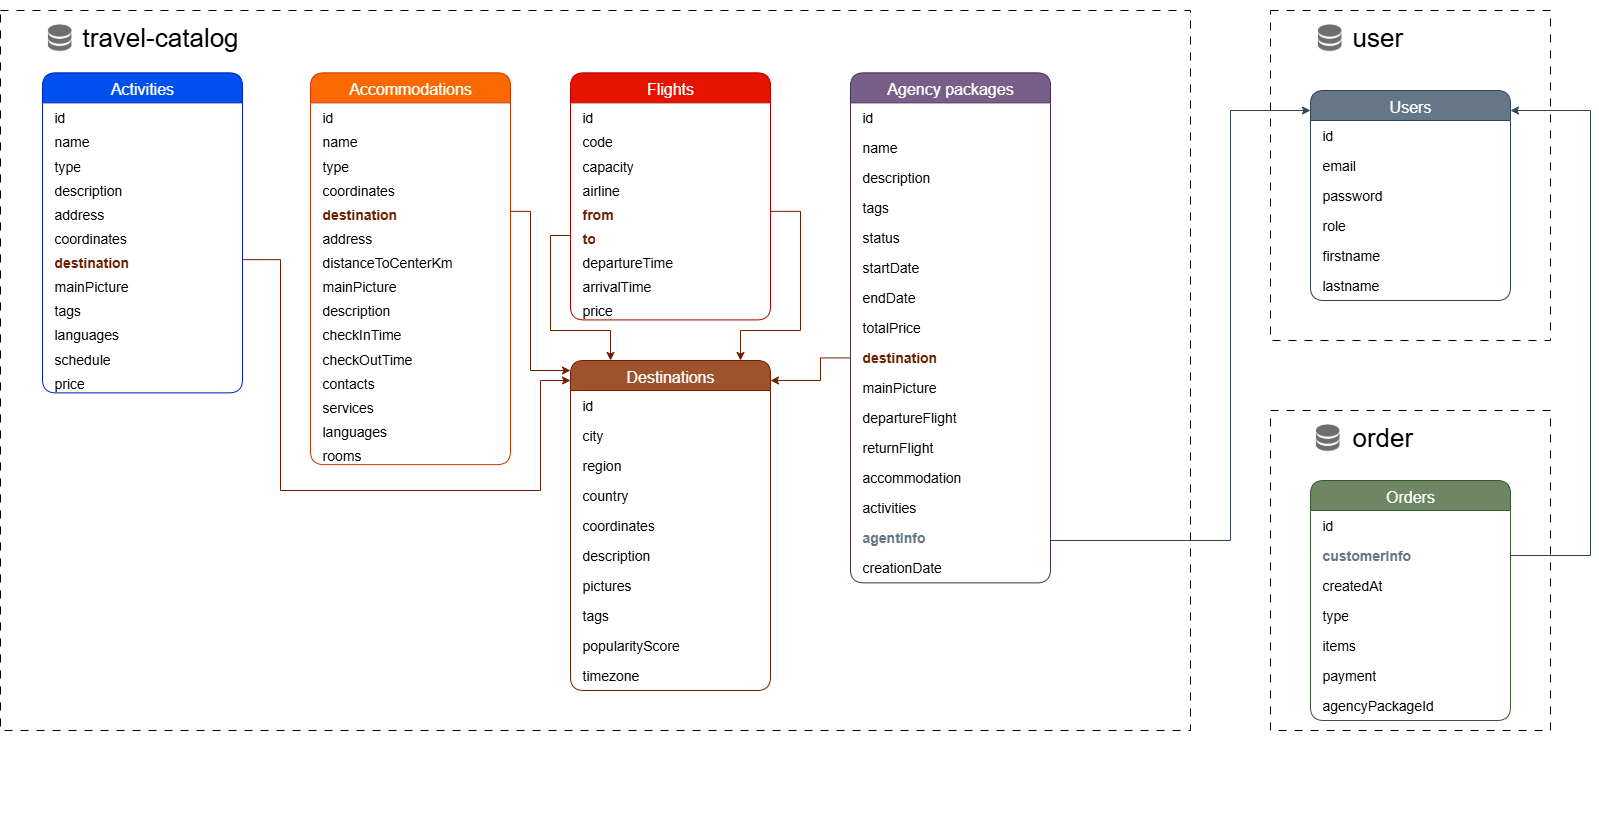 travel-catalog
Activities
id
name
type
description
address
coordinates
destination
mainPicture
tags
languages
schedule
price
Accommodations
id
name
type
coordinates
destination
address
distanceToCenterKm
mainPicture
description
checkInTime
checkOutTime
contacts
services
languages
rooms
Flights
id
code
capacity
airline
from
to
departureTime
arrivalTime
price
Destinations
id
city
region
country
coordinates
description
pictures
tags
popularityScore
timezone
Agency packages
id
name
description
tags
status
startDate
endDate
totalPrice
destination
mainPicture
departureFlight
returnFlight
accommodation
activities
agentInfo
creationDate
user
Users
id
email
password
role
firstname
lastname
order
Orders
id
customerInfo
createdAt
type
items
payment
agencyPackageId